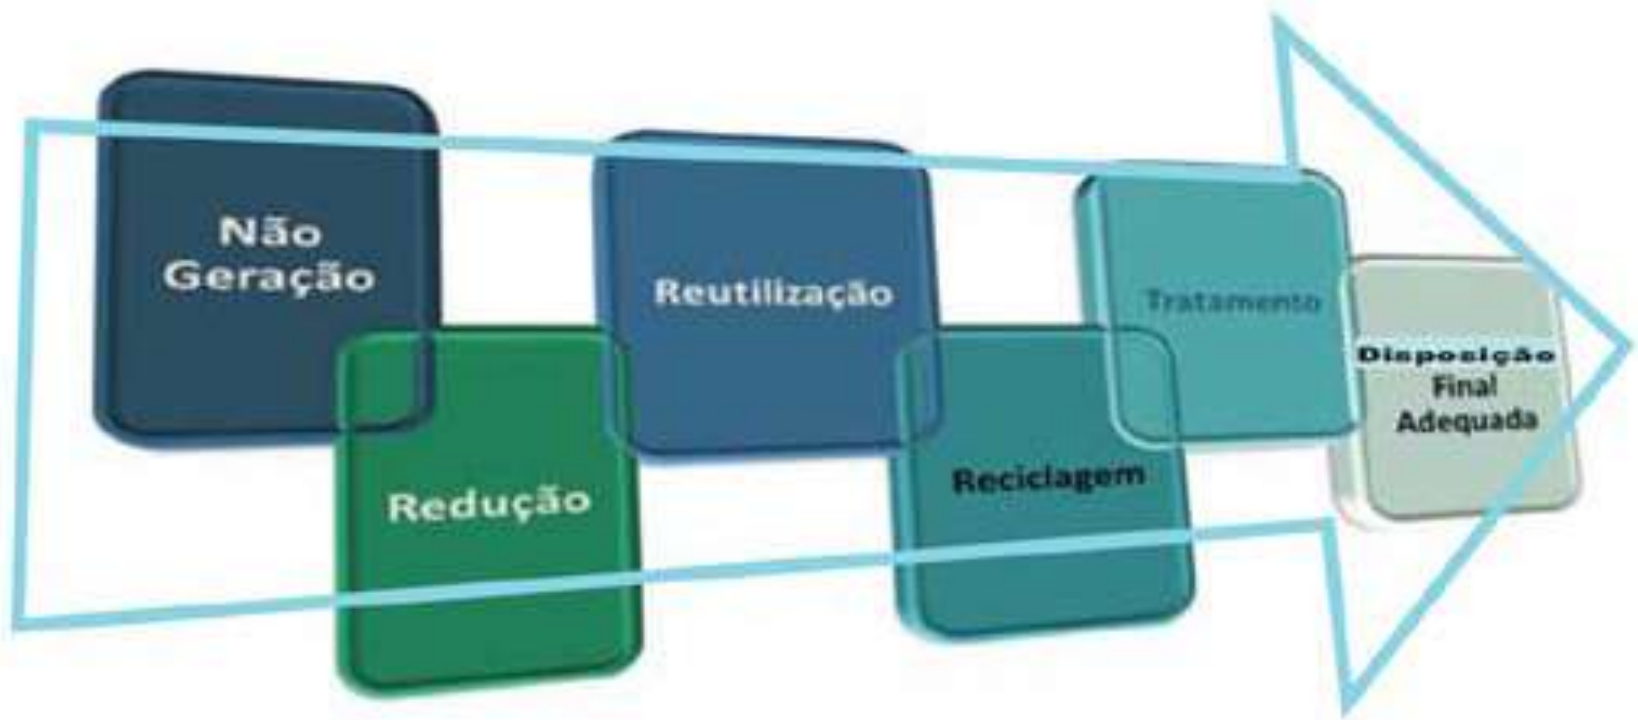 Não
Geração
Redução
Reutilização
Reciclagem
Tratamento
Disposição
Final
Adequada